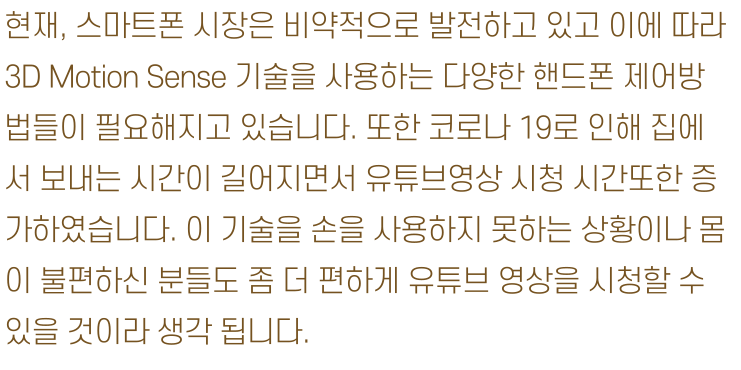 현재, 스마트폰 시장은 비약적으로 발전하고 있고 이에 따라
3D Motion Sense 기술을 사용하는 다양한 핸드폰 제어방
법들이 필요해지고 있습니다. 또한 코로나 19로 인해 집에
서 보내는 시간이 길어지면서 유튜브영상 시청 시간또한 증
가하였습니다. 이 기술을 손을 사용하지 못하는 상황이나 몸
이 불편하신 분들도 좀 더 편하게 유튜브 영상을 시청할 수
있을 것이라 생각 됩니다.